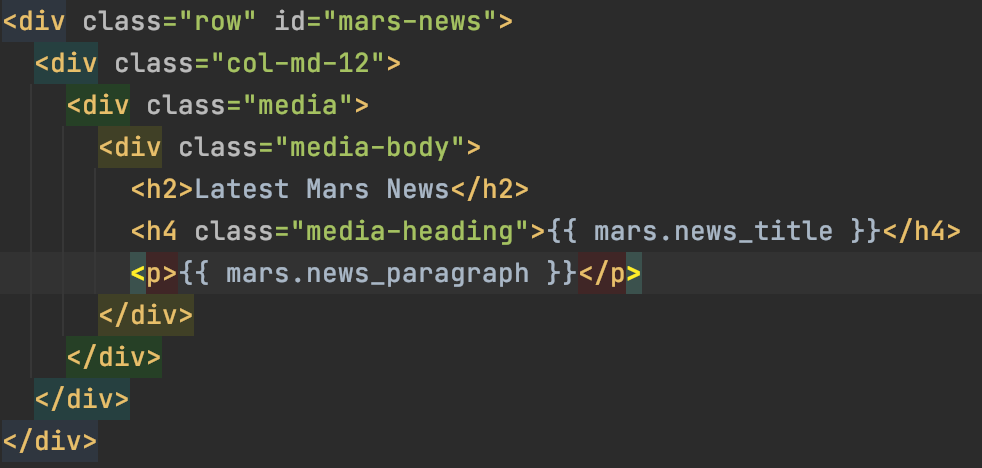 <div class="row" id="mars-news">
  <div class="col-md-12">
    <div class="media">
      <div class="media-body">
        <h2>Latest Mars News</h2>
        <h4 class="media-heading">{{ mars.news_title }}</h4>
        <p>{{ mars.news_paragraph }}</p>
      </div>
    </div>
  </div>
</div>